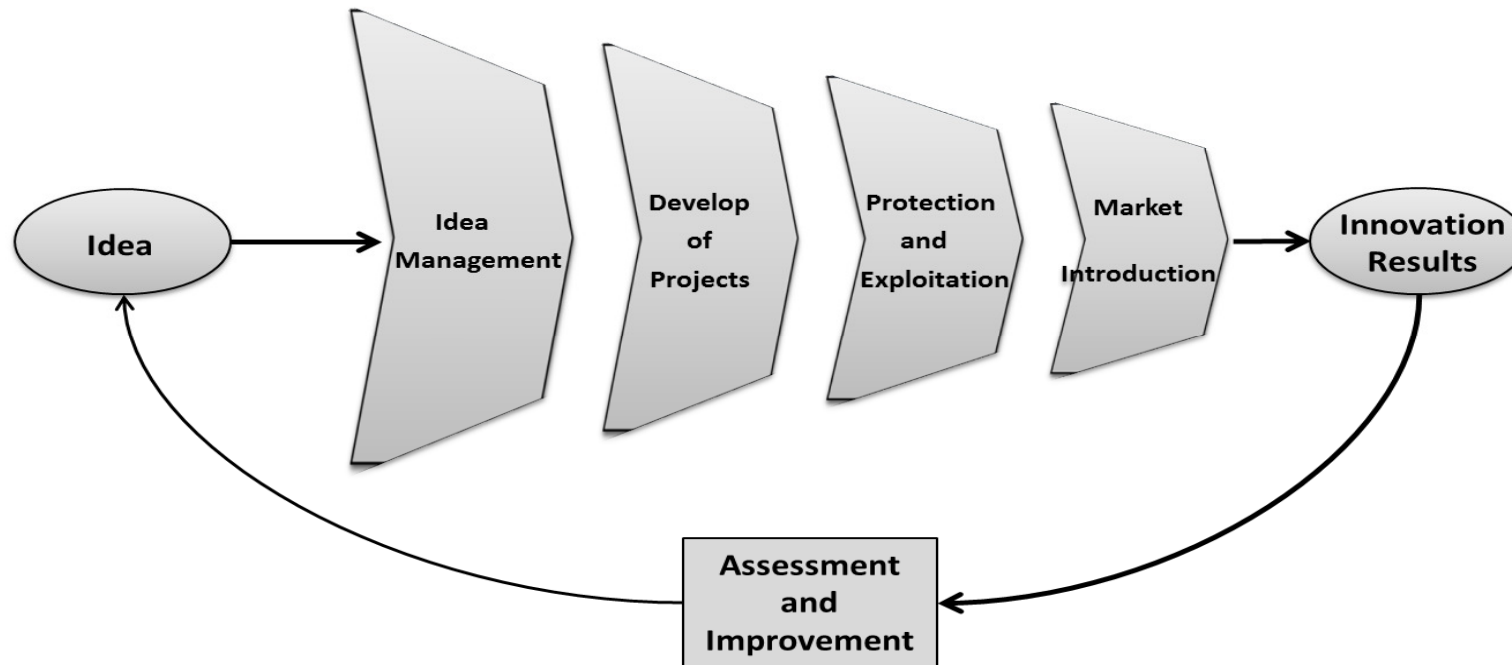 Idea
Idea
Management
Develop
of
Projects
Protection
and
Exploitation
Market
Introduction
Innovation
Results
Assessment
and
Improvement